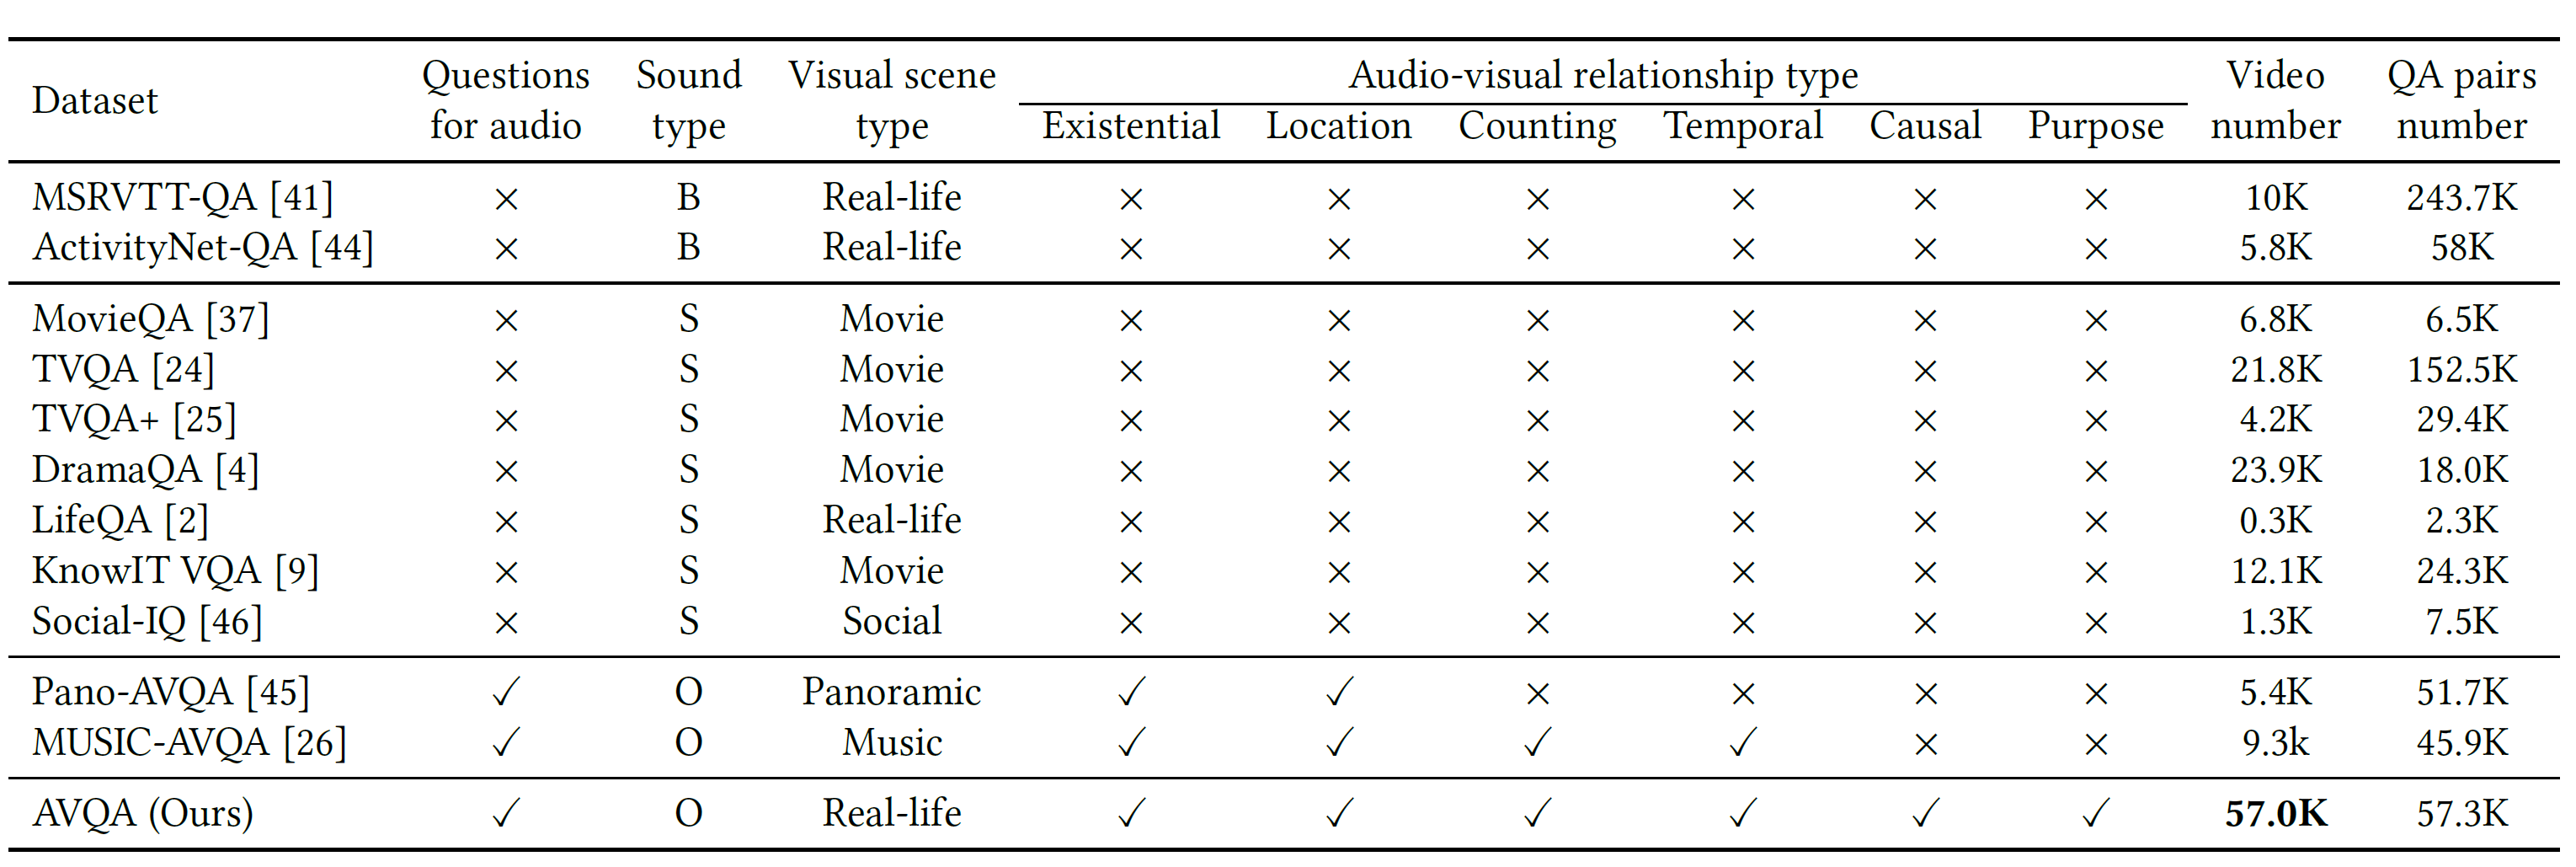 Dataset Questions for audio Sound type Visual scene type Audio-visual relationship type Video number QA pairs number
Existential Location Counting Temporal Causal Purpose
MSRVTT-QA [41] × B Real-life × × × × × × 10K 243.7K
ActivityNet-QA [44] × B Real-life × × × × × × 5.8K 58K
MovieQA [37] × S Movie × × × × × × 6.8K 6.5K
TVQA [24] × S Movie × × × × × × 21.8K 152.5K
TVQA+ [25] × S Movie × × × × × × 4.2K 29.4K
DramaQA [4] × S Movie × × × × × × 23.9K 18.0K
LifeQA [2] × S Real-life × × × × × × 0.3K 2.3K
KnowIT VQA [9] × S Movie × × × × × × 12.1K 24.3K
Social-IQ [46] × S Social × × × × × × 1.3K 7.5K
Pano-AVQA [45] ✓ O Panoramic ✓ ✓ × × × × 5.4K 51.7K
MUSIC-AVQA [26] ✓ O Music ✓ ✓ ✓ ✓ × × 9.3k 45.9K
AVQA (Ours) ✓ O Real-life ✓ ✓ ✓ ✓ ✓ ✓ 57.0K 57.3K